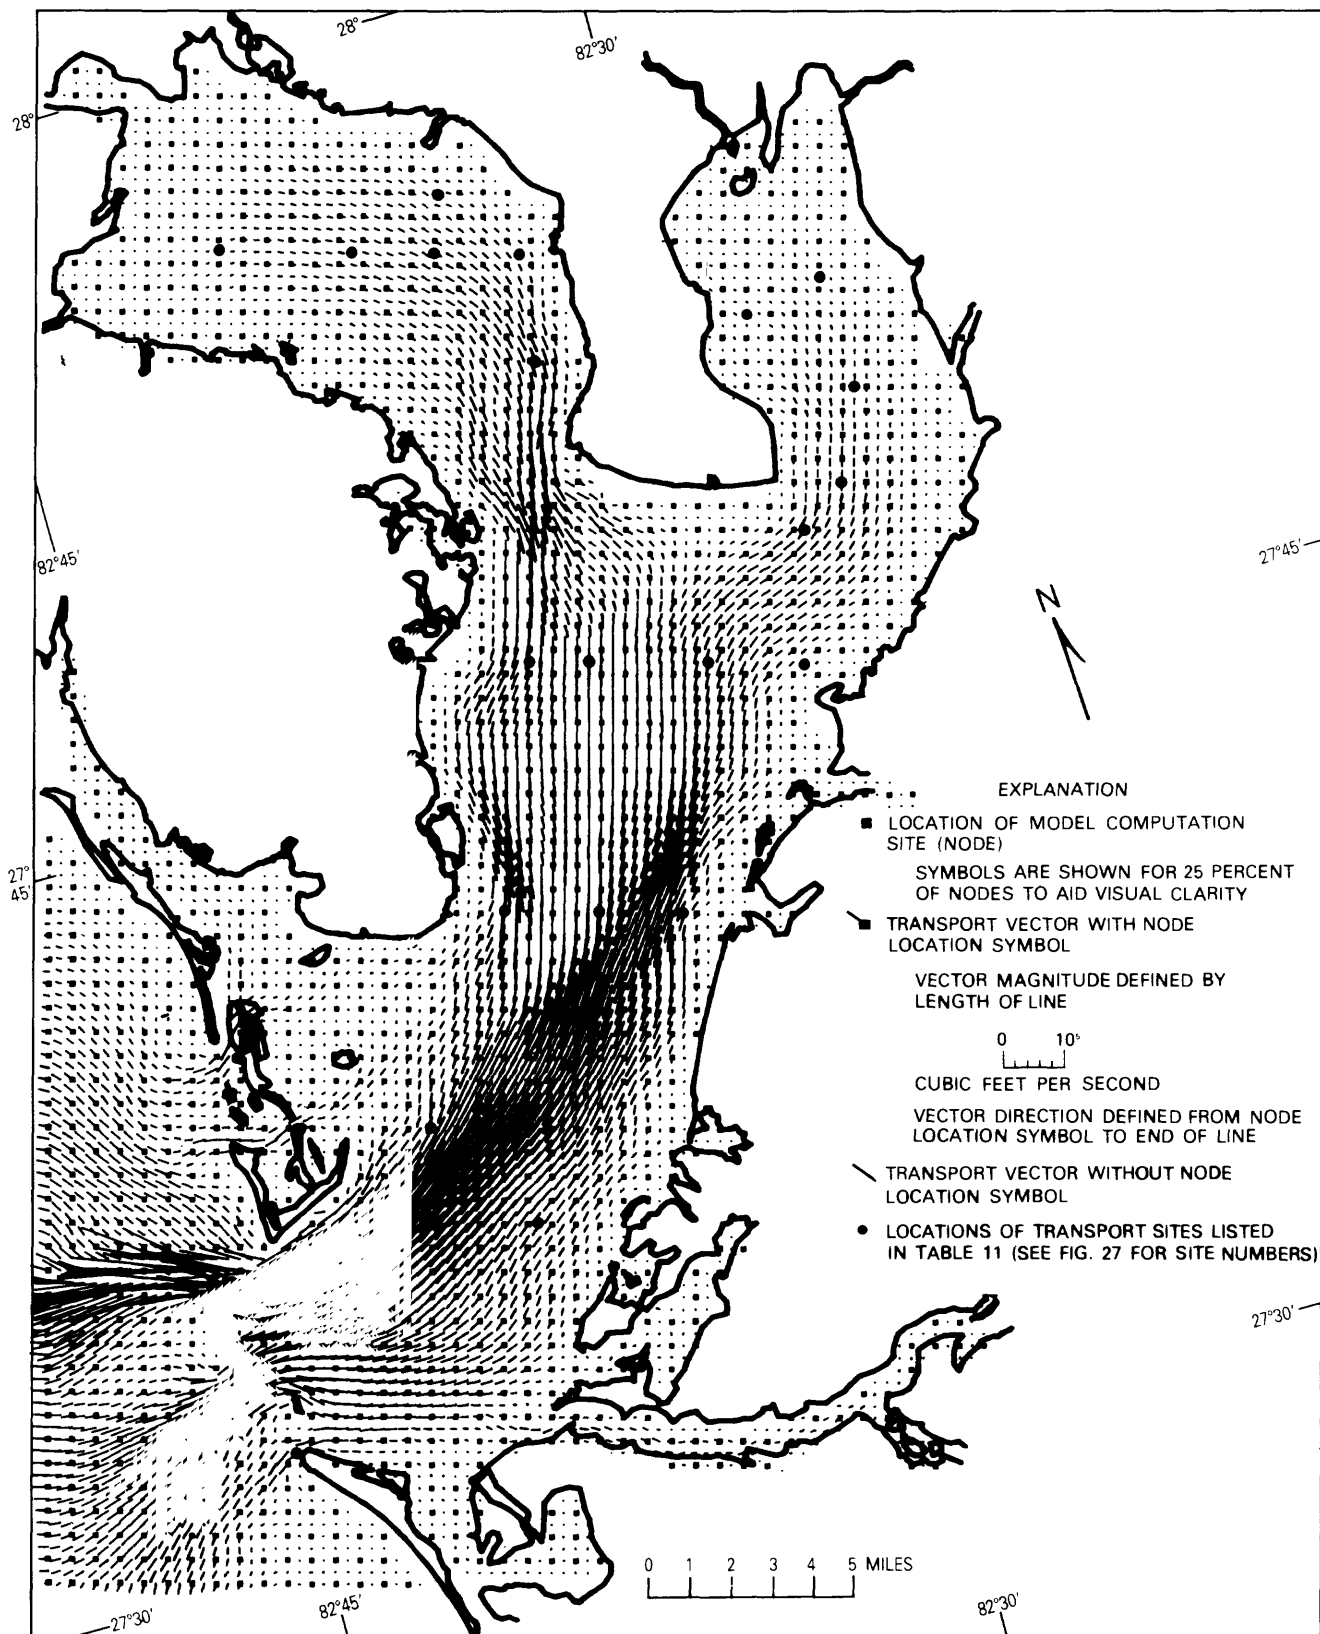 28°
82°30'
28°
82°45'
27°45'
N
27°
45'
EXPLANATION
LOCATION OF MODEL COMPUTATION
SITE (NODE)
SYMBOLS ARE SHOWN FOR 25 PERCENT
OF NODES TO AID VISUAL CLARITY
TRANSPORT VECTOR WITH NODE
LOCATION SYMBOL
VECTOR MAGNITUDE DEFINED BY
LENGTH OF LINE
0 10⁵
CUBIC FEET PER SECOND
VECTOR DIRECTION DEFINED FROM NODE
LOCATION SYMBOL TO END OF LINE
TRANSPORT VECTOR WITHOUT NODE
LOCATION SYMBOL
LOCATIONS OF TRANSPORT SITES LISTED
IN TABLE 11 (SEE FIG. 27 FOR SITE NUMBERS)
27°30'
0 1 2 3 4 5 MILES
27°30'
82°45'
82°30'